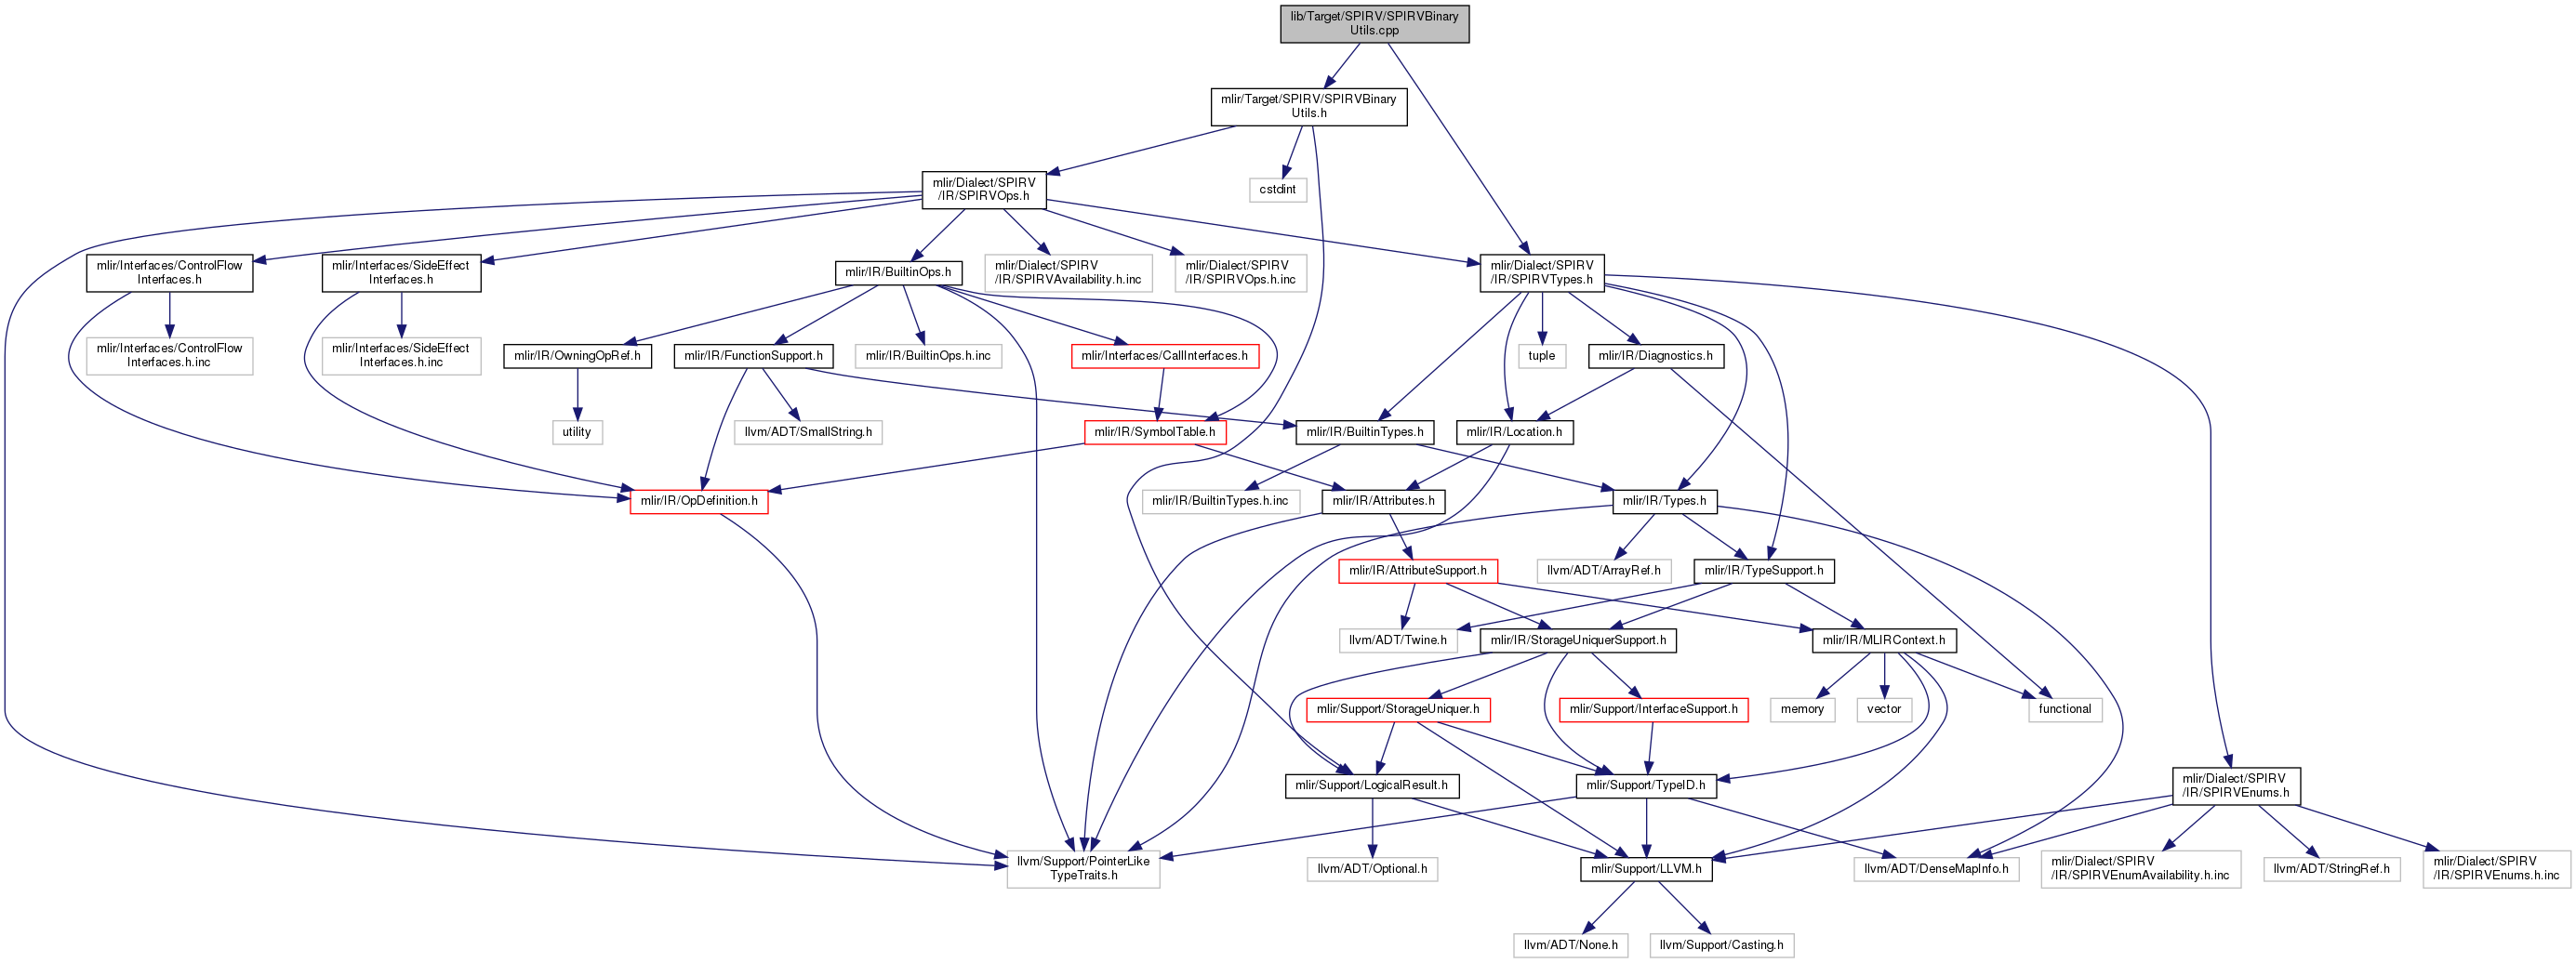 lib/Target/SPIRV/SPIRVBinary
Utils.cpp
mlir/Target/SPIRV/SPIRVBinary
Utils.h
mlir/Dialect/SPIRV
/IR/SPIRVOps.h
cstdint
mlir/Interfaces/ControlFlow
Interfaces.h
mlir/Interfaces/SideEffect
Interfaces.h
mlir/IR/BuiltinOps.h
mlir/Dialect/SPIRV
/IR/SPIRVAvailability.h.inc
mlir/Dialect/SPIRV
/IR/SPIRVOps.h.inc
mlir/Dialect/SPIRV
/IR/SPIRVTypes.h
mlir/Interfaces/ControlFlow
Interfaces.h.inc
mlir/Interfaces/SideEffect
Interfaces.h.inc
mlir/IR/OwningOpRef.h
mlir/IR/FunctionSupport.h
mlir/IR/BuiltinOps.h.inc
mlir/Interfaces/CallInterfaces.h
tuple
mlir/IR/Diagnostics.h
utility
llvm/ADT/SmallString.h
mlir/IR/SymbolTable.h
mlir/IR/BuiltinTypes.h
mlir/IR/Location.h
mlir/IR/OpDefinition.h
mlir/IR/BuiltinTypes.h.inc
mlir/IR/Attributes.h
mlir/IR/Types.h
mlir/IR/AttributeSupport.h
llvm/ADT/ArrayRef.h
mlir/IR/TypeSupport.h
llvm/ADT/Twine.h
mlir/IR/StorageUniquerSupport.h
mlir/IR/MLIRContext.h
mlir/Support/StorageUniquer.h
mlir/Support/InterfaceSupport.h
memory
vector
functional
mlir/Support/LogicalResult.h
mlir/Support/TypeID.h
mlir/Dialect/SPIRV
/IR/SPIRVEnums.h
llvm/Support/PointerLike
TypeTraits.h
llvm/ADT/Optional.h
mlir/Support/LLVM.h
llvm/ADT/DenseMapInfo.h
mlir/Dialect/SPIRV
/IR/SPIRVEnumAvailability.h.inc
llvm/ADT/StringRef.h
mlir/Dialect/SPIRV
/IR/SPIRVEnums.h.inc
llvm/ADT/None.h
llvm/Support/Casting.h